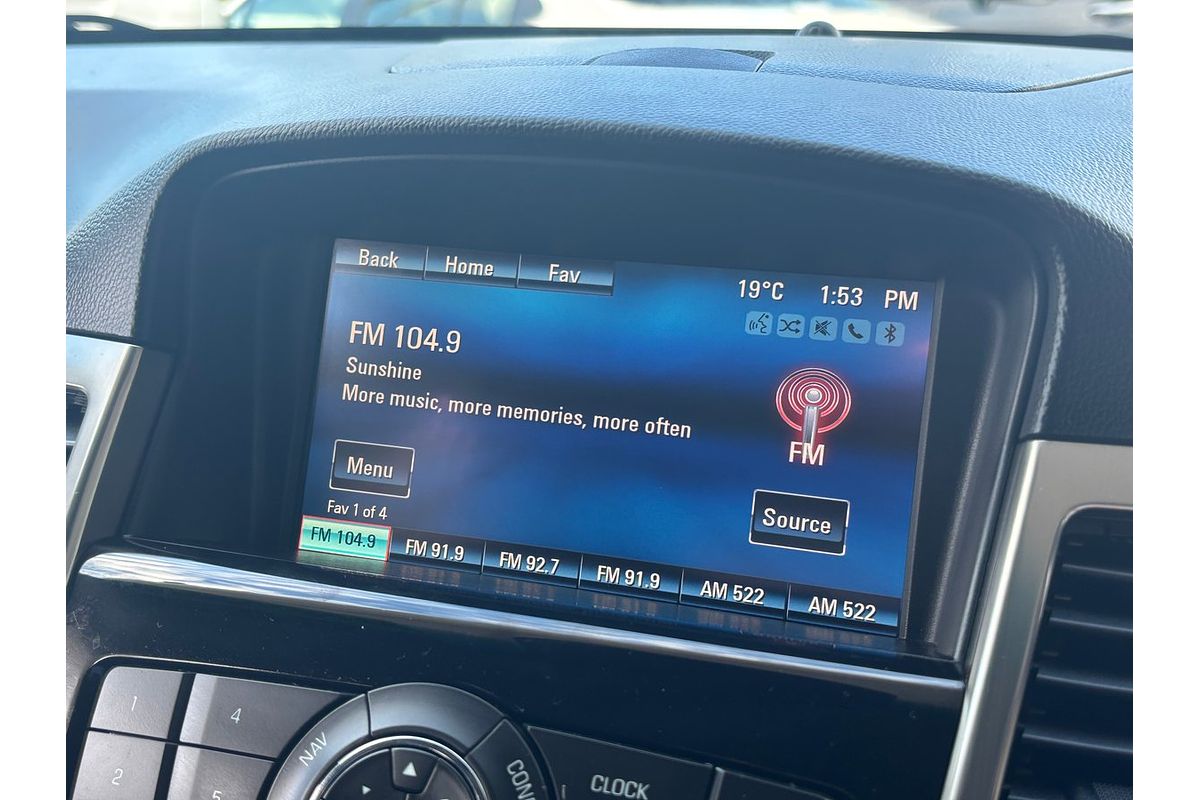 Back Home Fav
19°C 1:53 PM
FM 104.9
Sunshine
More music, more memories, more often
FM
Menu
Source
Fav 1 of 4
FM 104.9 FM 91.9 FM 92.7 FM 91.9 AM 522 AM 522
1 4
NAV
2 5
CLOCK